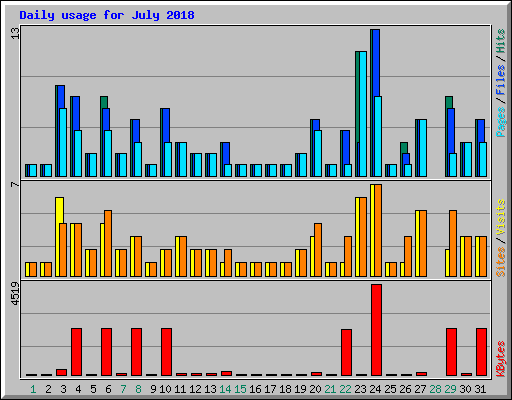 Daily usage for July 2018
13
Pages / Files / Hits
7
Sites / Visits
4519
KBytes
1 2 3 4 5 6 7 8 9 10 11 12 13 14 15 16 17 18 19 20 21 22 23 24 25 26 27 28 29 30 31